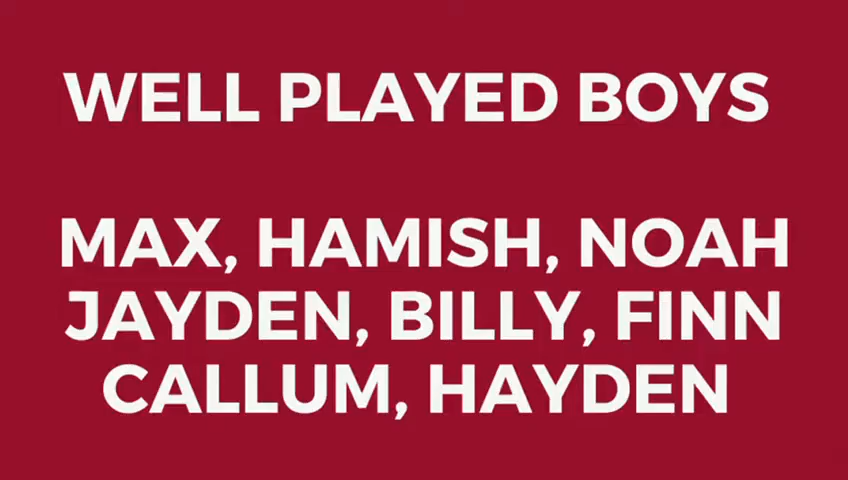 WELL PLAYED BOYS
MAX, HAMISH, NOAH
JAYDEN, BILLY, FINN
CALLUM, HAYDEN